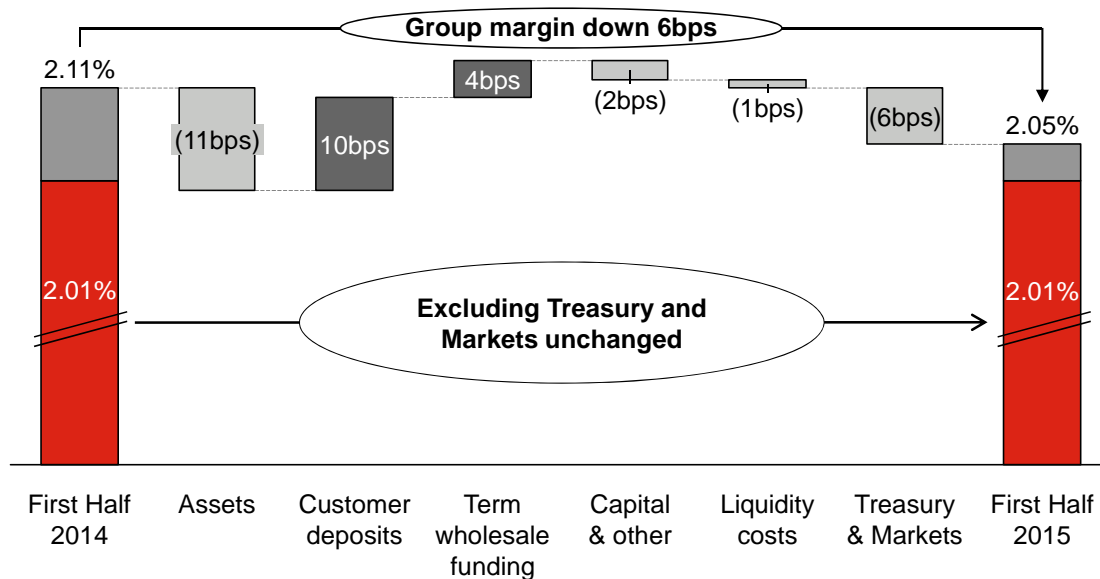 Group margin down 6bps
2.11%
(11bps)
10bps
4bps
(2bps)
(1bps)
(6bps)
2.05%
2.01%
Excluding Treasury and
Markets unchanged
2.01%
First Half
2014
Assets
Customer
deposits
Term
wholesale
funding
Capital
& other
Liquidity
costs
Treasury
& Markets
First Half
2015